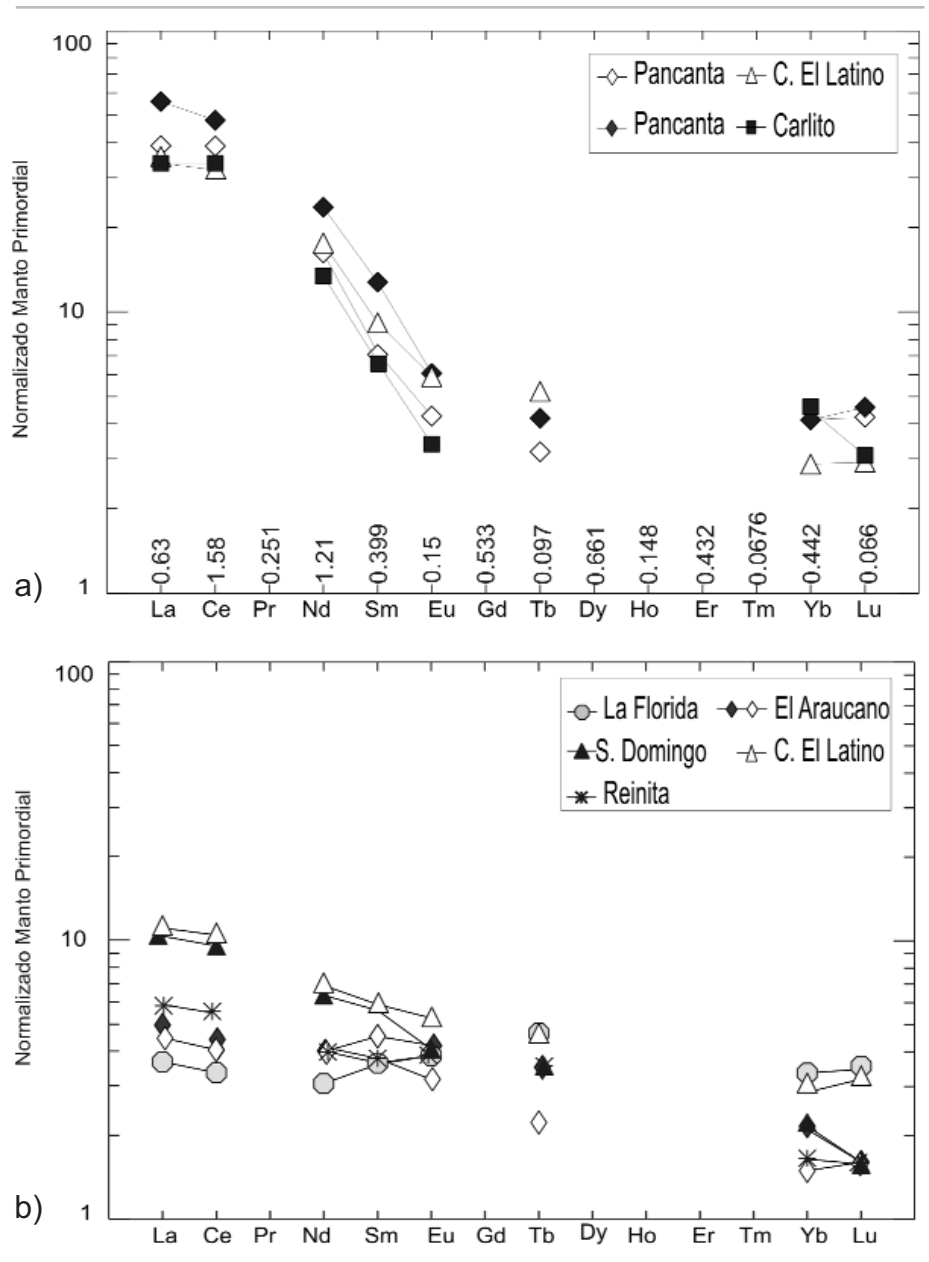 100
Pancanta C. El Latino
Pancanta Carlito
Normalizado Manto Primordial
10
0.63 1.58 0.251 1.21 0.399 0.15 0.533 0.097 0.661 0.148 0.432 0.0676 0.442 0.066
a)
1
La Ce Pr Nd Sm Eu Gd Tb Dy Ho Er Tm Yb Lu
100
La Florida El Araucano
S. Domingo C. El Latino
Reinita
Normalizado Manto Primordial
10
b)
1
La Ce Pr Nd Sm Eu Gd Tb Dy Ho Er Tm Yb Lu